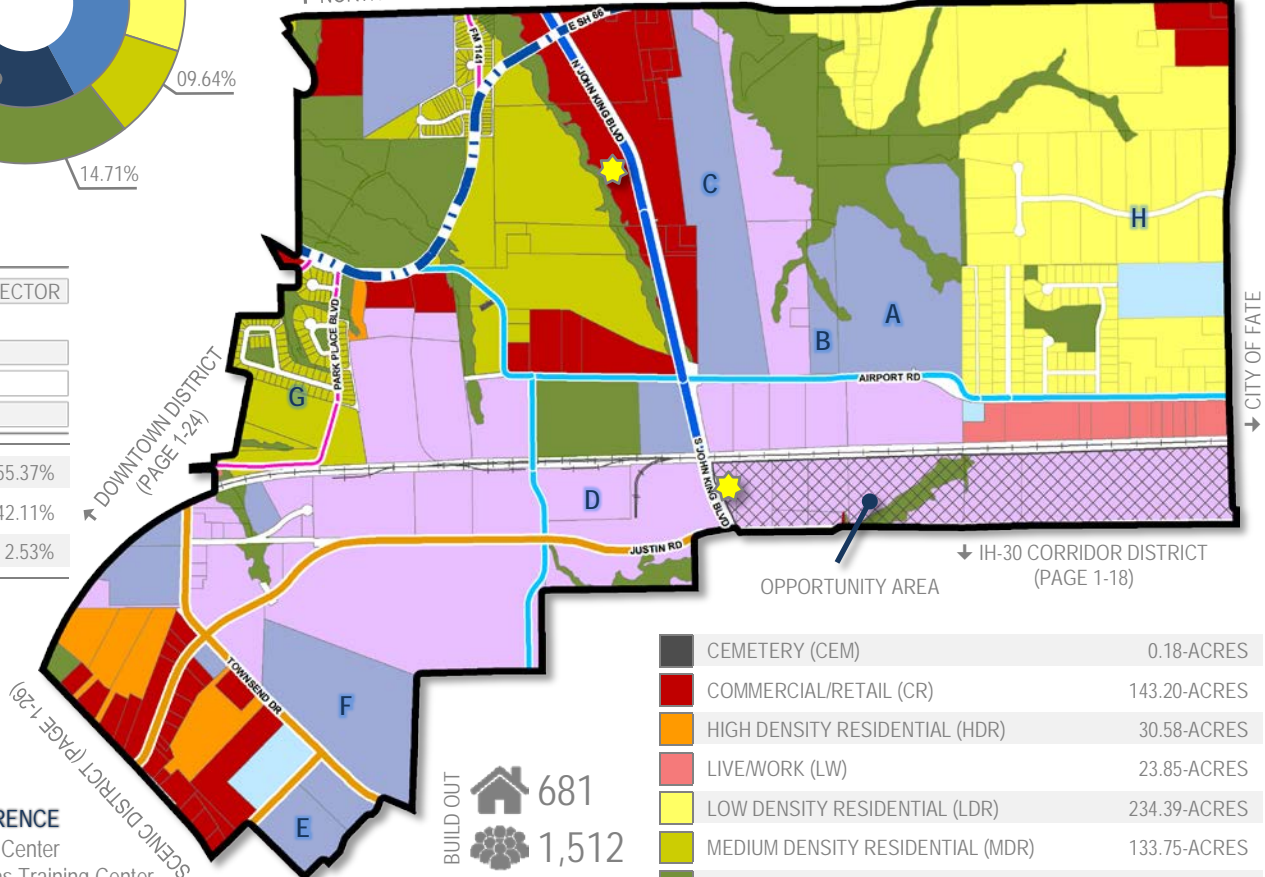 09.64%
14.71%
FM 1141
E SH 66
N JOHN KING BLVD
C
H
A
B
AIRPORT RD
PARK PLACE BLVD
G
ECTOR
DOWNTOWN DISTRICT
(PAGE 1-24)
CITY OF FATE
55.37%
42.11%
2.53%
S JOHN KING BLVD
D
JUSTIN RD
OPPORTUNITY AREA
IH-30 CORRIDOR DISTRICT
(PAGE 1-18)
TOWNSEND DR
F
E
SCENIC DISTRICT (PAGE 1-26)
BUILD OUT
681
1,512
CEMETERY (CEM) 0.18-ACRES
COMMERCIAL/RETAIL (CR) 143.20-ACRES
HIGH DENSITY RESIDENTIAL (HDR) 30.58-ACRES
LIVE/WORK (LW) 23.85-ACRES
LOW DENSITY RESIDENTIAL (LDR) 234.39-ACRES
MEDIUM DENSITY RESIDENTIAL (MDR) 133.75-ACRES
RENCE
Center
Training Center